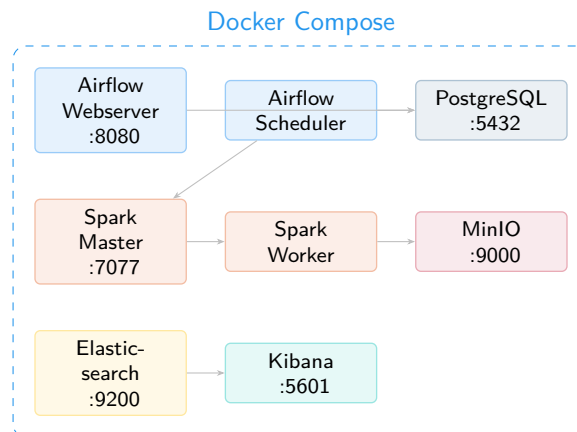 Docker Compose
Airflow
Webserver
:8080
Airflow
Scheduler
PostgreSQL
:5432
Spark
Master
:7077
Spark
Worker
MinIO
:9000
Elastic-
search
:9200
Kibana
:5601